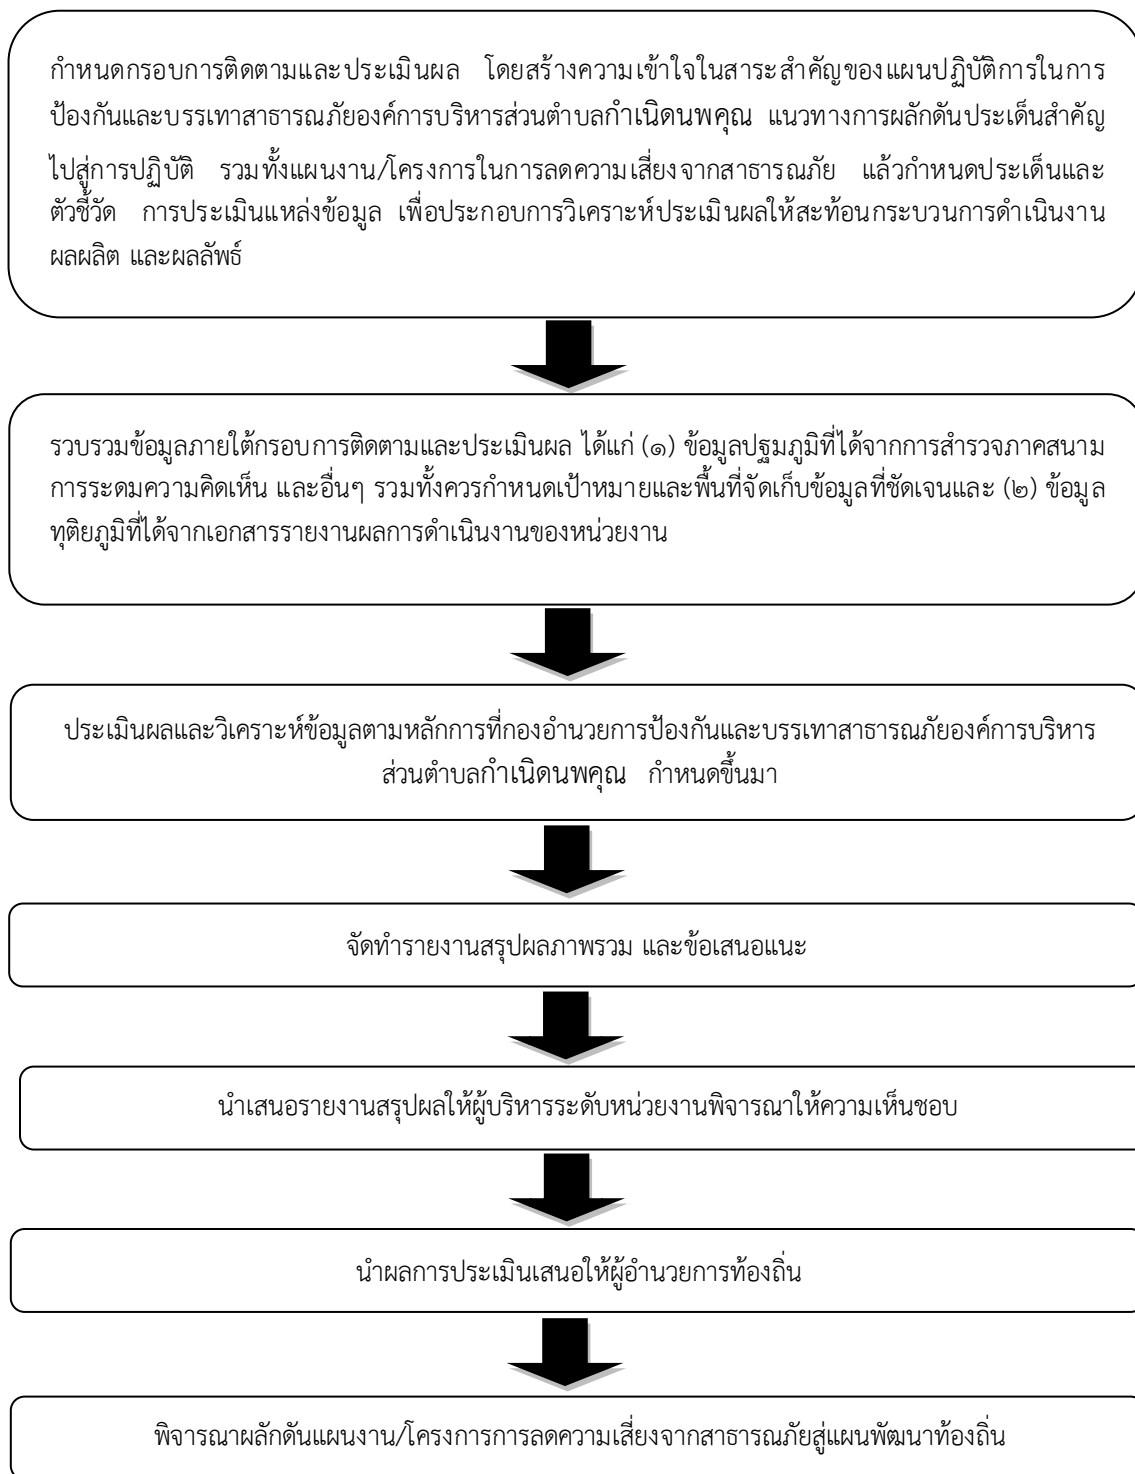 กำหนดกรอบการติดตามและประเมินผล โดยสร้างความเข้าใจในสาระสำคัญของแผนปฏิบัติการในการ
ป้องกันและบรรเทาสาธารณภัยองค์การบริหารส่วนตำบลกำเนิดนพคุณ แนวทางการผลักดันประเด็นสำคัญ
ไปสู่การปฏิบัติ รวมทั้งแผนงาน/โครงการในการลดความเสี่ยงจากสาธารณภัย แล้วกำหนดประเด็นและ
ตัวชี้วัด การประเมินแหล่งข้อมูล เพื่อประกอบการวิเคราะห์ประเมินผลให้สะท้อนกระบวนการดำเนินงาน
ผลผลิต และผลลัพธ์
รวบรวมข้อมูลภายใต้กรอบการติดตามและประเมินผล ได้แก่ (๑) ข้อมูลปฐมภูมิที่ได้จากการสำรวจภาคสนาม
การระดมความคิดเห็น และอื่นๆ รวมทั้งควรกำหนดเป้าหมายและพื้นที่จัดเก็บข้อมูลที่ชัดเจนและ (๒) ข้อมูล
ทุติยภูมิที่ได้จากเอกสารรายงานผลการดำเนินงานของหน่วยงาน
ประเมินผลและวิเคราะห์ข้อมูลตามหลักการที่กองอำนวยการป้องกันและบรรเทาสาธารณภัยองค์การบริหาร
ส่วนตำบลกำเนิดนพคุณ กำหนดขึ้นมา
จัดทำรายงานสรุปผลภาพรวม และข้อเสนอแนะ
นำเสนอรายงานสรุปผลให้ผู้บริหารระดับหน่วยงานพิจารณาให้ความเห็นชอบ
นำผลการประเมินเสนอให้ผู้อำนวยการท้องถิ่น
พิจารณาผลักดันแผนงาน/โครงการการลดความเสี่ยงจากสาธารณภัยสู่แผนพัฒนาท้องถิ่น